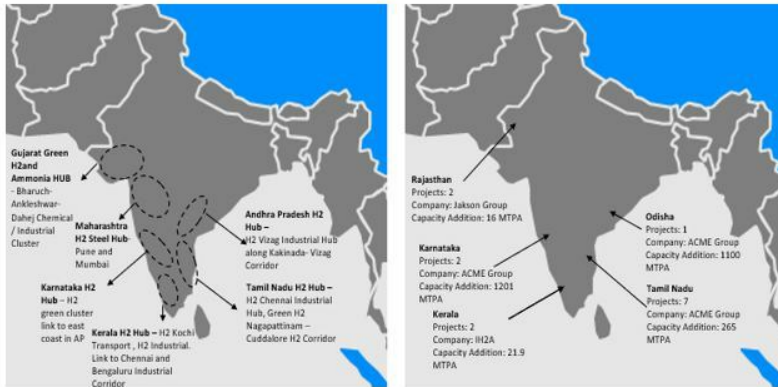 Gujarat Green
H2and
Ammonia HUB
- Bharuch-
Ankleshwar-
Dahej Chemical
/ Industrial
Cluster
Maharashtra
H2 Steel Hub-
Pune and
Mumbai
Karnataka H2
Hub – H2
green cluster
link to east
coast in AP
Kerala H2 Hub – H2 Kochi
Transport , H2 Industrial.
Link to Chennai and
Bengaluru Industrial
Corridor
Andhra Pradesh H2
Hub –
H2 Vizag Industrial Hub
along Kakinada- Vizag
Corridor
Tamil Nadu H2 Hub –
H2 Chennai Industrial
Hub, Green H2
Nagapattinam –
Cuddalore H2 Corridor
Rajasthan
Projects: 2
Company: Jakson Group
Capacity Addition: 16 MTPA
Karnataka
Projects: 2
Company: ACME Group
Capacity Addition: 1201
MTPA
Kerala
Projects: 2
Company: IH2A
Capacity Addition: 21.9
MTPA
Odisha
Projects: 1
Company: ACME Group
Capacity Addition: 1100
MTPA
Tamil Nadu
Projects: 7
Company: ACME Group
Capacity Addition: 265
MTPA